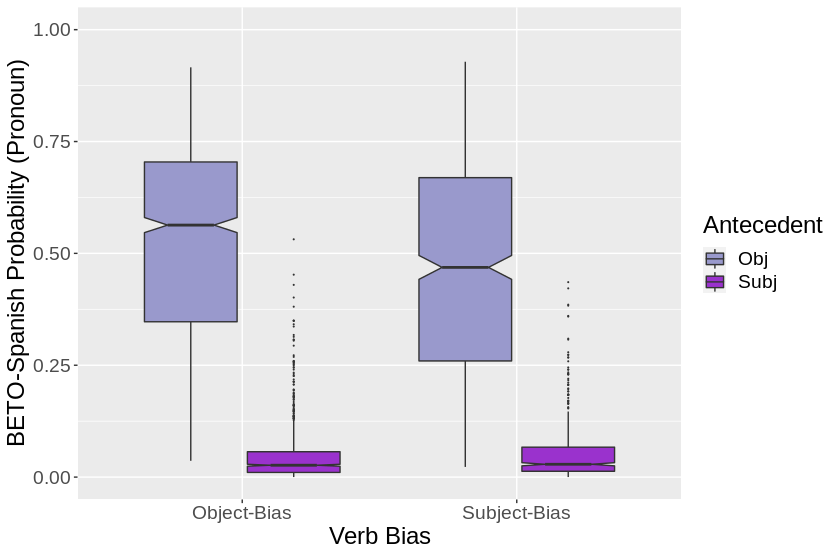 BETO-Spanish Probability (Pronoun)
1.00
0.75
0.50
0.25
0.00
Object-Bias
Subject-Bias
Verb Bias
Antecedent
Obj
Subj